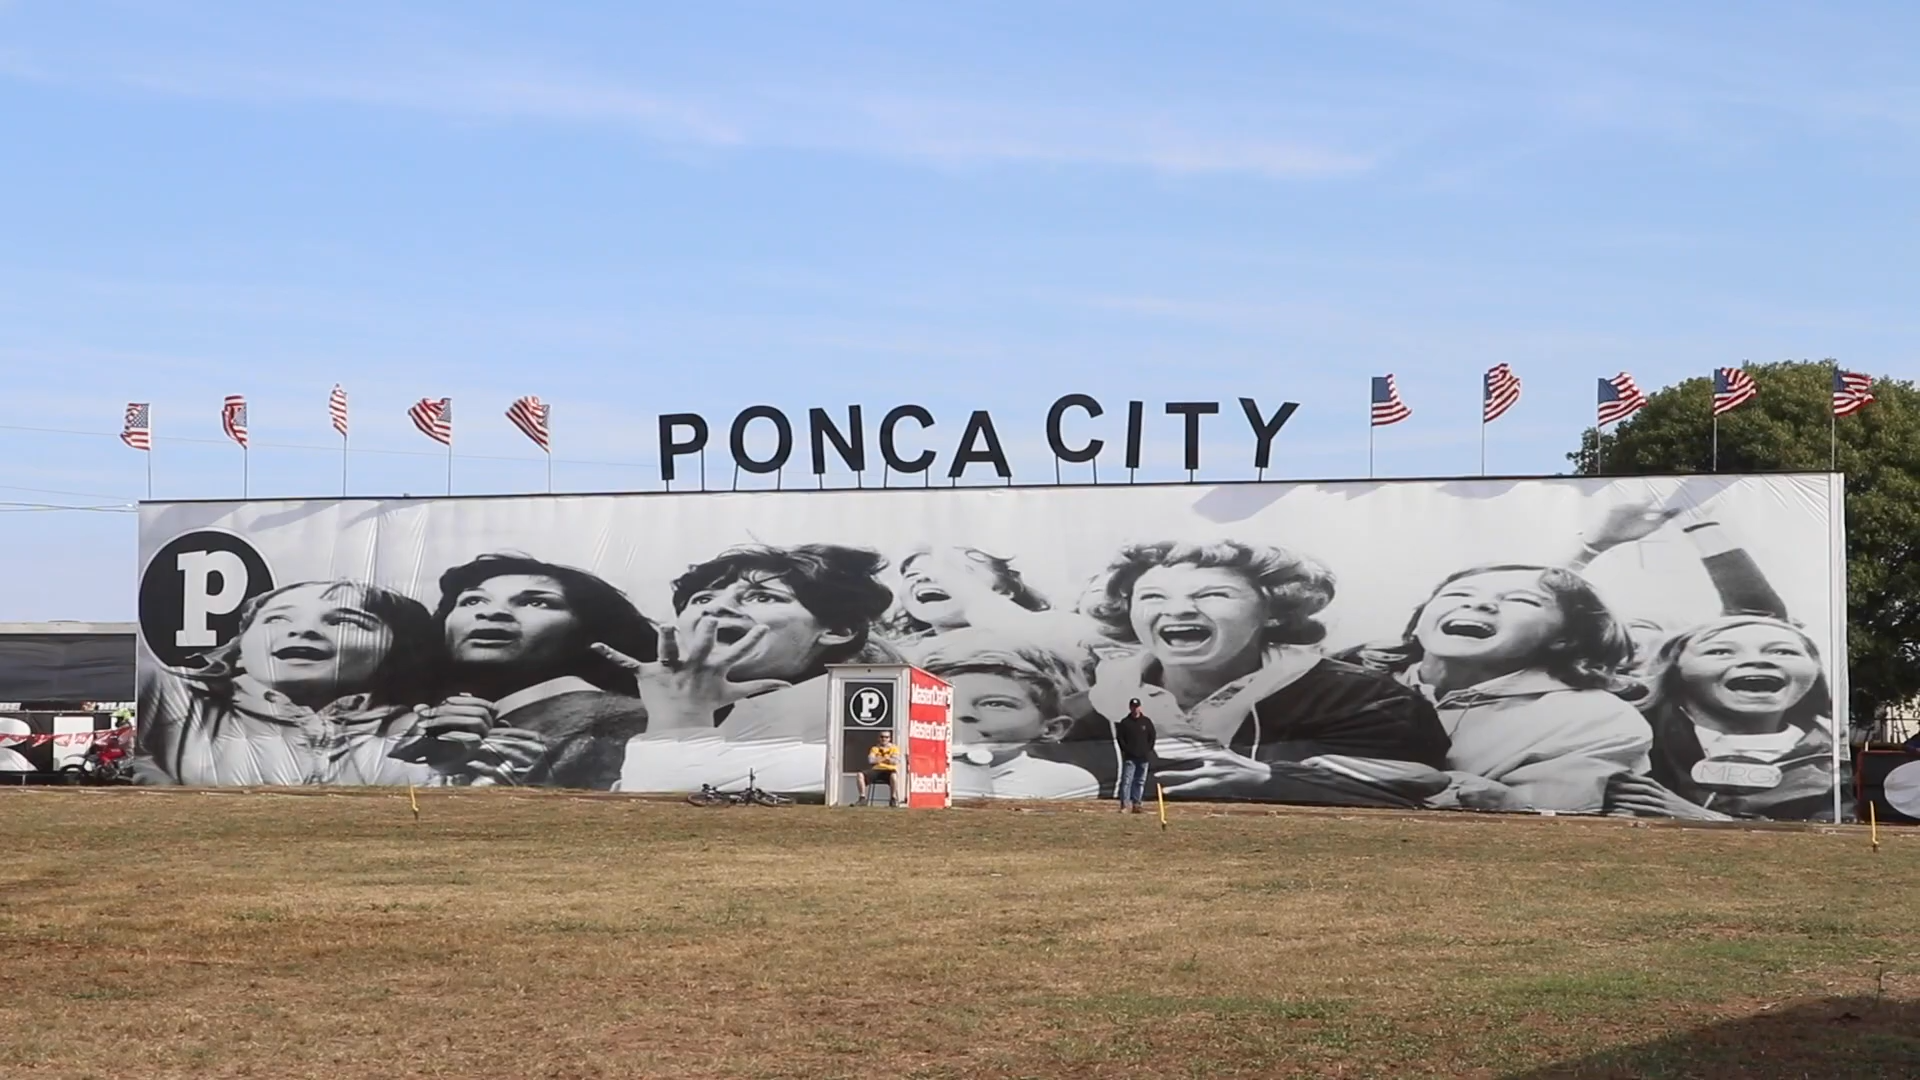 PONCA CITY
p
p
MasterCraft
MasterCraft
MasterCraft
MRG